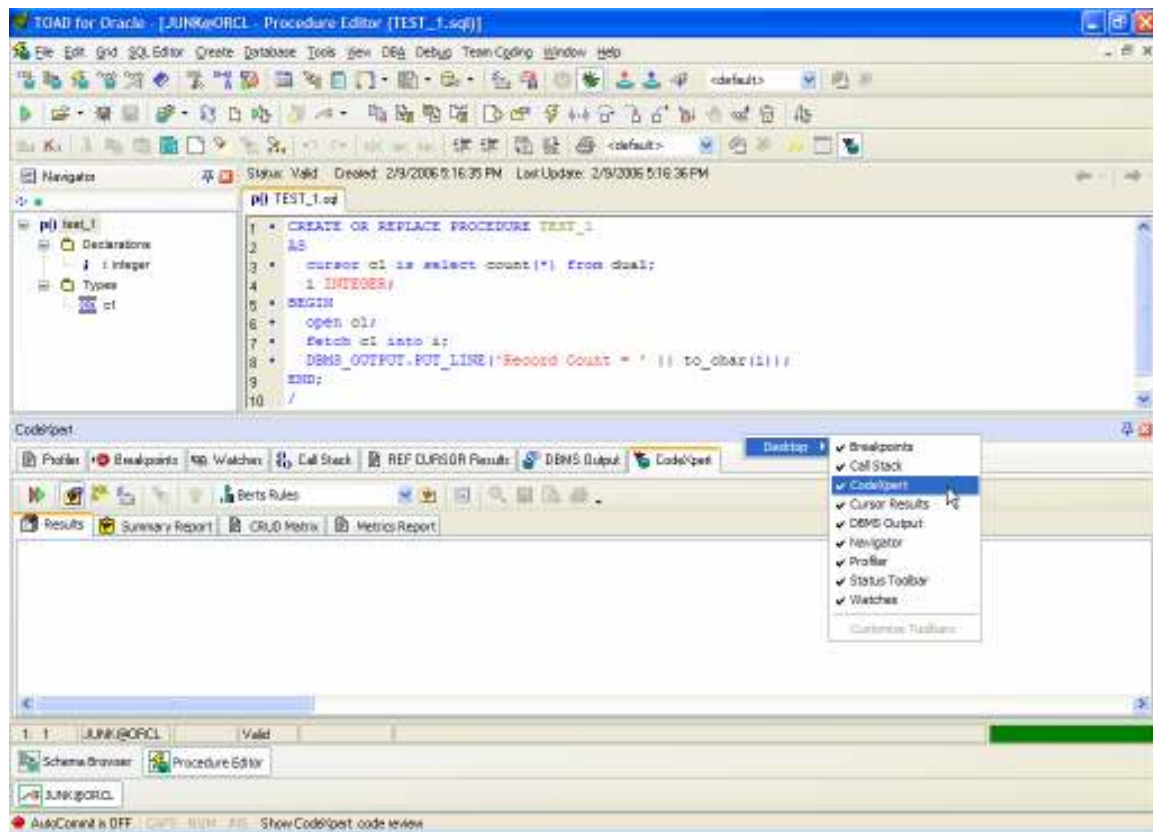 TOAD for Oracle - [JUNK@ORCL - Procedure Editor (TEST_1.sql)]
File Edit Grid SQL Editor Create Database Tools View DBA Debug Team Coding Window Help
<default>
<default>
Navigator
Status: Valid Created: 2/9/2006 5:16:35 PM Last Update: 2/9/2006 5:16:36 PM
p() TEST_1.sql
p() test_1
Declarations
i integer
Types
c1
1 CREATE OR REPLACE PROCEDURE TEST_1
2 AS
3 cursor c1 is select count(*) from dual;
4 i INTEGER;
5 BEGIN
6 open c1;
7 fetch c1 into i;
8 DBMS_OUTPUT.PUT_LINE('Record Count = ' || to_char(i));
9 END;
10 /
CodeXpert
Profiler Breakpoints Watches Call Stack REF CURSOR Results DBMS Output CodeXpert
Desktop
Breakpoints
Call Stack
CodeXpert
Cursor Results
DBMS Output
Navigator
Profiler
Status Toolbar
Watches
Customize Toolbars
Berts Rules
Results Summary Report CRUD Matrix Metrics Report
1: 1 JUNK@ORCL Valid
Schema Browser Procedure Editor
JUNK@ORCL
AutoCommit is OFF CAPS NUM INS Show CodeXpert code review